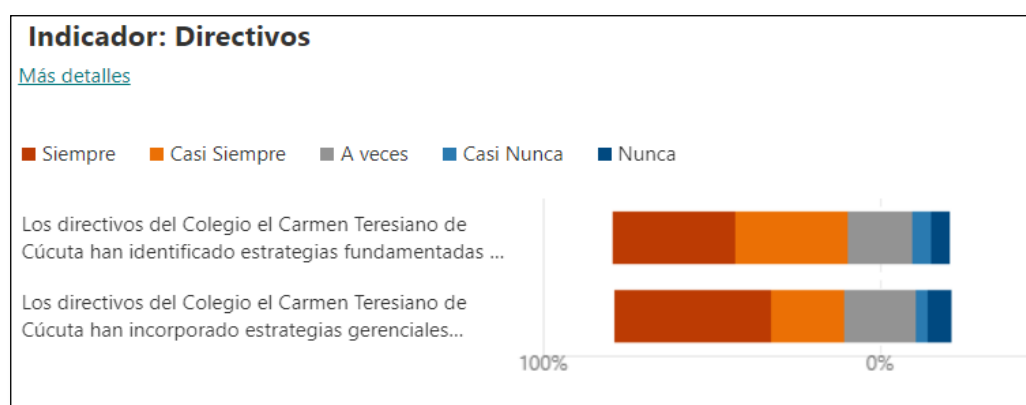 Indicador: Directivos
Más detalles
Siempre Casi Siempre A veces Casi Nunca Nunca
Los directivos del Colegio el Carmen Teresiano de
Cúcuta han identificado estrategias fundamentadas ...
Los directivos del Colegio el Carmen Teresiano de
Cúcuta han incorporado estrategias gerenciales...
100% 0%